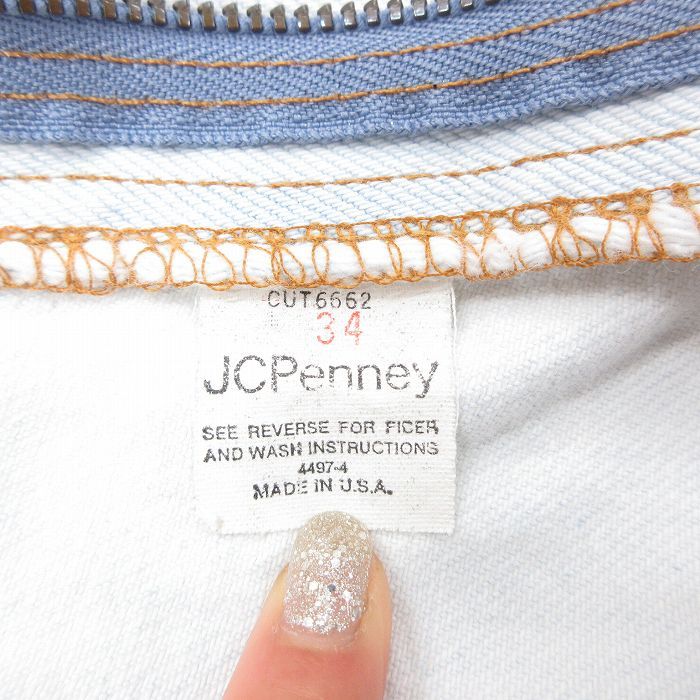 CUT6662
34
JCPenney
SEE REVERSE FOR FICER
AND WASH INSTRUCTIONS
4497-4
MADE IN U.S.A.